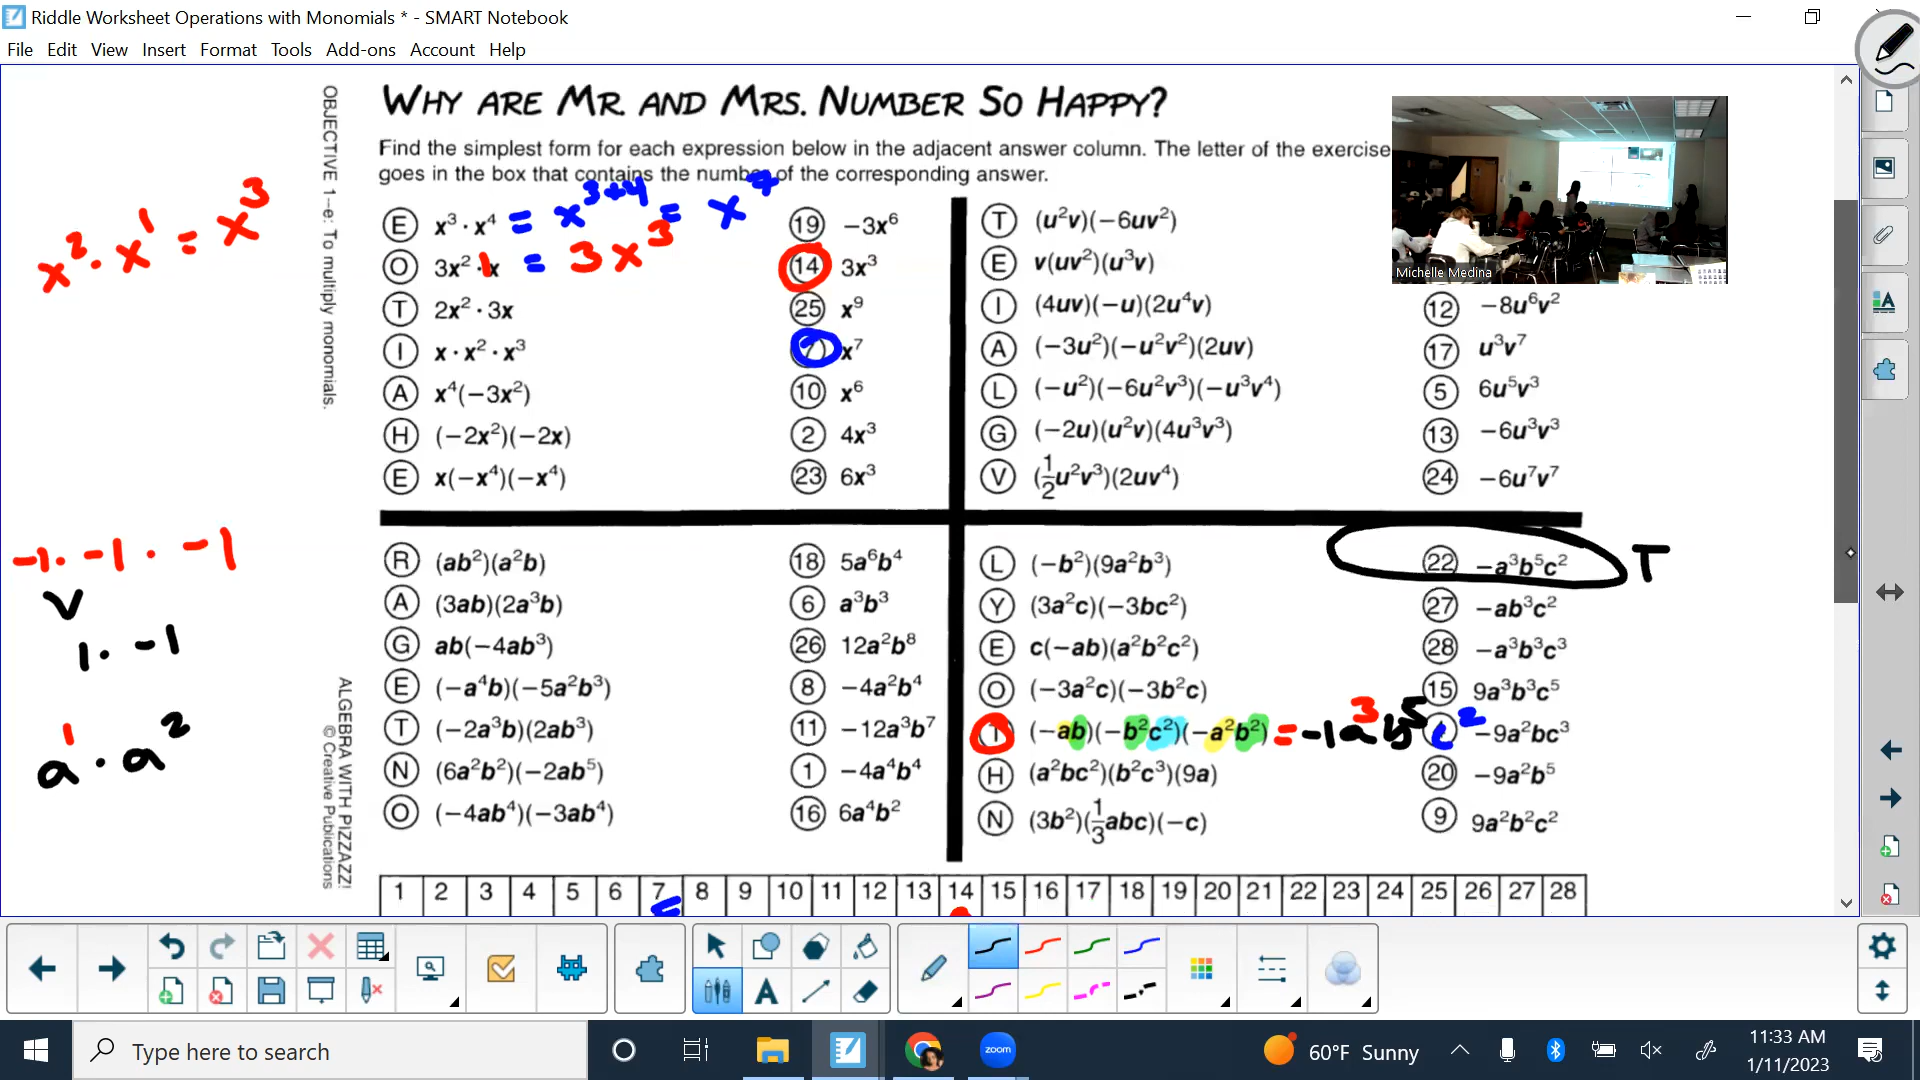 Riddle Worksheet Operations with Monomials * - SMART Notebook
File Edit View Insert Format Tools Add-ons Account Help
WHY ARE MR. AND MRS. NUMBER SO HAPPY?
Find the simplest form for each expression below in the adjacent answer column. The letter of the exercise
goes in the box that contains the number of the corresponding answer.
OBJECTIVE 1–e: To multiply monomials.
x² · x¹ = x³
E x³ · x⁴ = x³⁺⁴ = x⁷
O 3x² · x = 3x³
T 2x² · 3x
I x · x² · x³
A x⁴(−3x²)
H (−2x²)(−2x)
E x(−x⁴)(−x⁴)
19 −3x⁶
14 3x³
25 x⁹
7 x⁷
10 x⁶
2 4x³
23 6x³
T (u²v)(−6uv²)
E v(uv²)(u³v)
I (4uv)(−u)(2u⁴v)
A (−3u²)(−u²v²)(2uv)
L (−u²)(−6u²v³)(−u³v⁴)
G (−2u)(u²v)(4u³v³)
V (½u²v³)(2uv⁴)
Michelle Medina
12 −8u⁶v²
17 u³v⁷
5 6u⁵v³
13 −6u³v³
24 −6u⁷v⁷
-1 · -1 · -1
V
1 · -1
a¹ · a²
R (ab²)(a²b)
A (3ab)(2a³b)
G ab(−4ab³)
E (−a⁴b)(−5a²b³)
T (−2a³b)(2ab³)
N (6a²b²)(−2ab⁵)
O (−4ab⁴)(−3ab⁴)
18 5a⁶b⁴
6 a³b³
26 12a²b⁸
8 −4a²b⁴
11 −12a³b⁷
1 −4a⁴b⁴
16 6a⁴b²
L (−b²)(9a²b³)
Y (3a²c)(−3bc²)
E c(−ab)(a²b²c²)
O (−3a²c)(−3b²c)
T (−ab)(−b²c²)(−a²b²) = -1a³b⁵c²
H (a²bc²)(b²c³)(9a)
N (3b²)(⅓abc)(−c)
22 −a³b⁵c² T
27 −ab³c²
28 −a³b³c³
15 9a³b³c⁵
−9a²bc³
20 −9a²b⁵
9 9a²b²c²
ALGEBRA WITH PIZZAZZ!
© Creative Publications
1 2 3 4 5 6 7 8 9 10 11 12 13 14 15 16 17 18 19 20 21 22 23 24 25 26 27 28
Type here to search
zoom
60°F Sunny
11:33 AM
1/11/2023